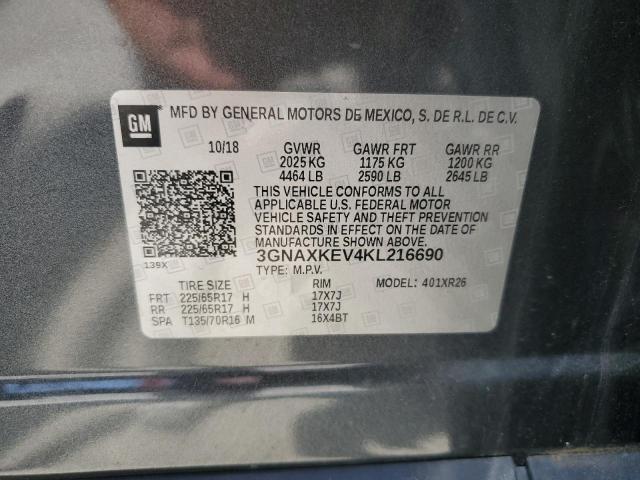 GM
MFD BY GENERAL MOTORS DE MEXICO, S. DE R.L. DE C.V.
10/18 GVWR GAWR FRT GAWR RR
2025 KG 1175 KG 1200 KG
4464 LB 2590 LB 2645 LB
THIS VEHICLE CONFORMS TO ALL
APPLICABLE U.S. FEDERAL MOTOR
VEHICLE SAFETY AND THEFT PREVENTION
STANDARDS IN EFFECT ON THE DATE OF
MANUFACTURE SHOWN ABOVE.
139X 3GNAXKEV4KL216690
TYPE: M.P.V. MODEL: 401XR26
TIRE SIZE RIM
FRT 225/65R17 H 17X7J
RR 225/65R17 H 17X7J
SPA T135/70R16 M 16X4BT